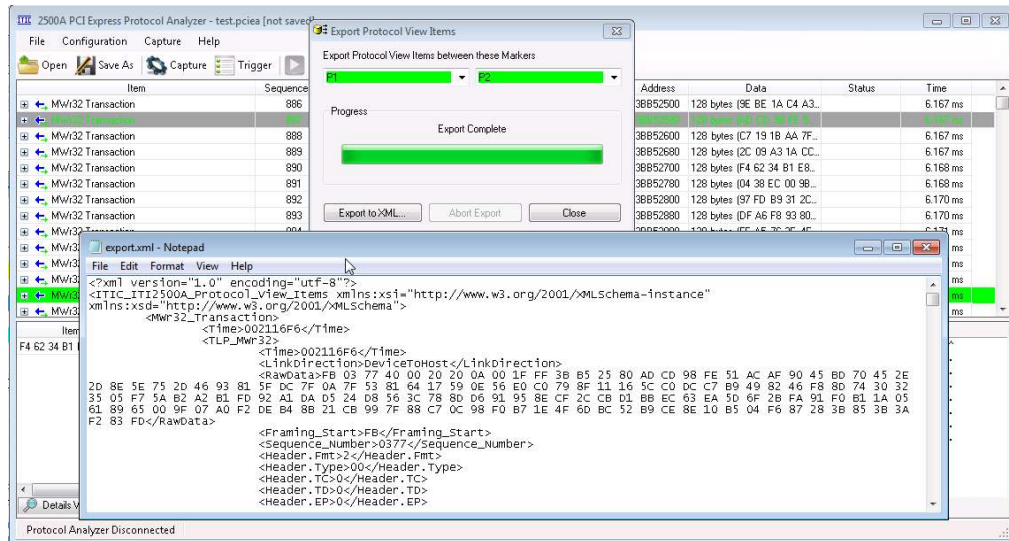 2500A PCI Express Protocol Analyzer - test.pciea [not saved]
File Configuration Capture Help
Open Save As Capture Trigger
Export Protocol View Items
Export Protocol View Items between these Markers
P1 P2
Progress
Export Complete
Export to XML... Abort Export Close
Item Sequence Address Data Status Time
MWr32 Transaction 886 3BB52500 128 bytes (9E BE 1A C4 A3... 6.167 ms
MWr32 Transaction 887
MWr32 Transaction 888 3BB52600 128 bytes (C7 19 1B AA 7F... 6.167 ms
MWr32 Transaction 889 3BB52680 128 bytes (2C 09 A3 1A CC... 6.167 ms
MWr32 Transaction 890 3BB52700 128 bytes (F4 62 34 B1 E8... 6.168 ms
MWr32 Transaction 891 3BB52780 128 bytes (04 38 EC 00 9B... 6.168 ms
MWr32 Transaction 892 3BB52800 128 bytes (97 FD B9 31 2C... 6.170 ms
MWr32 Transaction 893 3BB52880 128 bytes (DF A6 F8 93 80... 6.170 ms
export.xml - Notepad
File Edit Format View Help
<?xml version="1.0" encoding="utf-8"?>
<ITIC_ITI2500A_Protocol_View_Items xmlns:xsi="http://www.w3.org/2001/XMLSchema-instance"
xmlns:xsd="http://www.w3.org/2001/XMLSchema">
<MWr32_Transaction>
<Time>002116F6</Time>
<TLP_MWr32>
<Time>002116F6</Time>
<LinkDirection>DeviceToHost</LinkDirection>
<RawData>FB 03 77 40 00 20 20 0A 00 1F FF 3B B5 25 80 AD CD 98 FE 51 AC AF 90 45 BD 70 45 2E
2D 8E 5E 75 2D 46 93 81 5F DC 7F 0A 7F 53 81 64 17 59 0E 56 E0 C0 79 8F 11 16 5C C0 DC C7 B9 49 82 46 F8 8D 74 30 32
35 05 F7 5A B2 A2 B1 FD 92 A1 DA D5 24 D8 56 3C 78 8D D6 91 95 8E CF 2C CB D1 BB EC 63 EA 5D 6F 2B FA 91 F0 B1 1A 05
61 89 65 00 9F 07 A0 F2 DE B4 8B 21 CB 99 7F 88 C7 0C 98 F0 B7 1E 4F 6D BC 52 B9 CE 8E 10 B5 04 F6 87 28 3B 85 3B 3A
F2 83 FD</RawData>
<Framing_Start>FB</Framing_Start>
<Sequence_Number>0377</Sequence_Number>
<Header.Fmt>2</Header.Fmt>
<Header.Type>00</Header.Type>
<Header.TC>0</Header.TC>
<Header.TD>0</Header.TD>
<Header.EP>0</Header.EP>
Item
F4 62 34 B1
Details V
Protocol Analyzer Disconnected